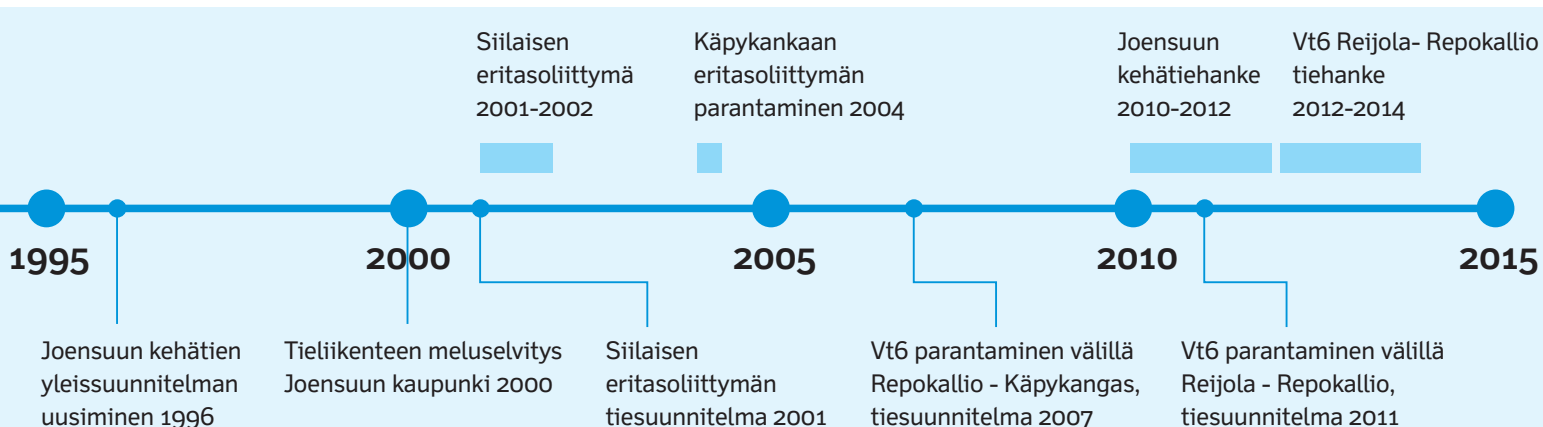 Siilaisen
eritasoliittymä
2001-2002
Käpykankaan
eritasoliittymän
parantaminen 2004
Joensuun
kehätiehanke
2010-2012
Vt6 Reijola- Repokallio
tiehanke
2012-2014
1995
2000
2005
2010
2015
Joensuun kehätien
yleissuunnitelman
uusiminen 1996
Tieliikenteen meluselvitys
Joensuun kaupunki 2000
Siilaisen
eritasoliittymän
tiesuunnitelma 2001
Vt6 parantaminen välillä
Repokallio - Käpykangas,
tiesuunnitelma 2007
Vt6 parantaminen välillä
Reijola - Repokallio,
tiesuunnitelma 2011